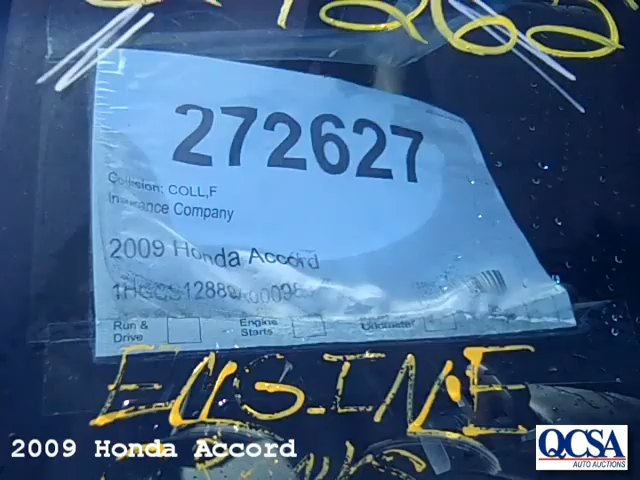 272627
Collision: COLL,F
Insurance Company
2009 Honda Accord
Run & Drive
Engine Starts
Odometer
ENGINE
2009 Honda Accord
QCSA
AUTO AUCTIONS